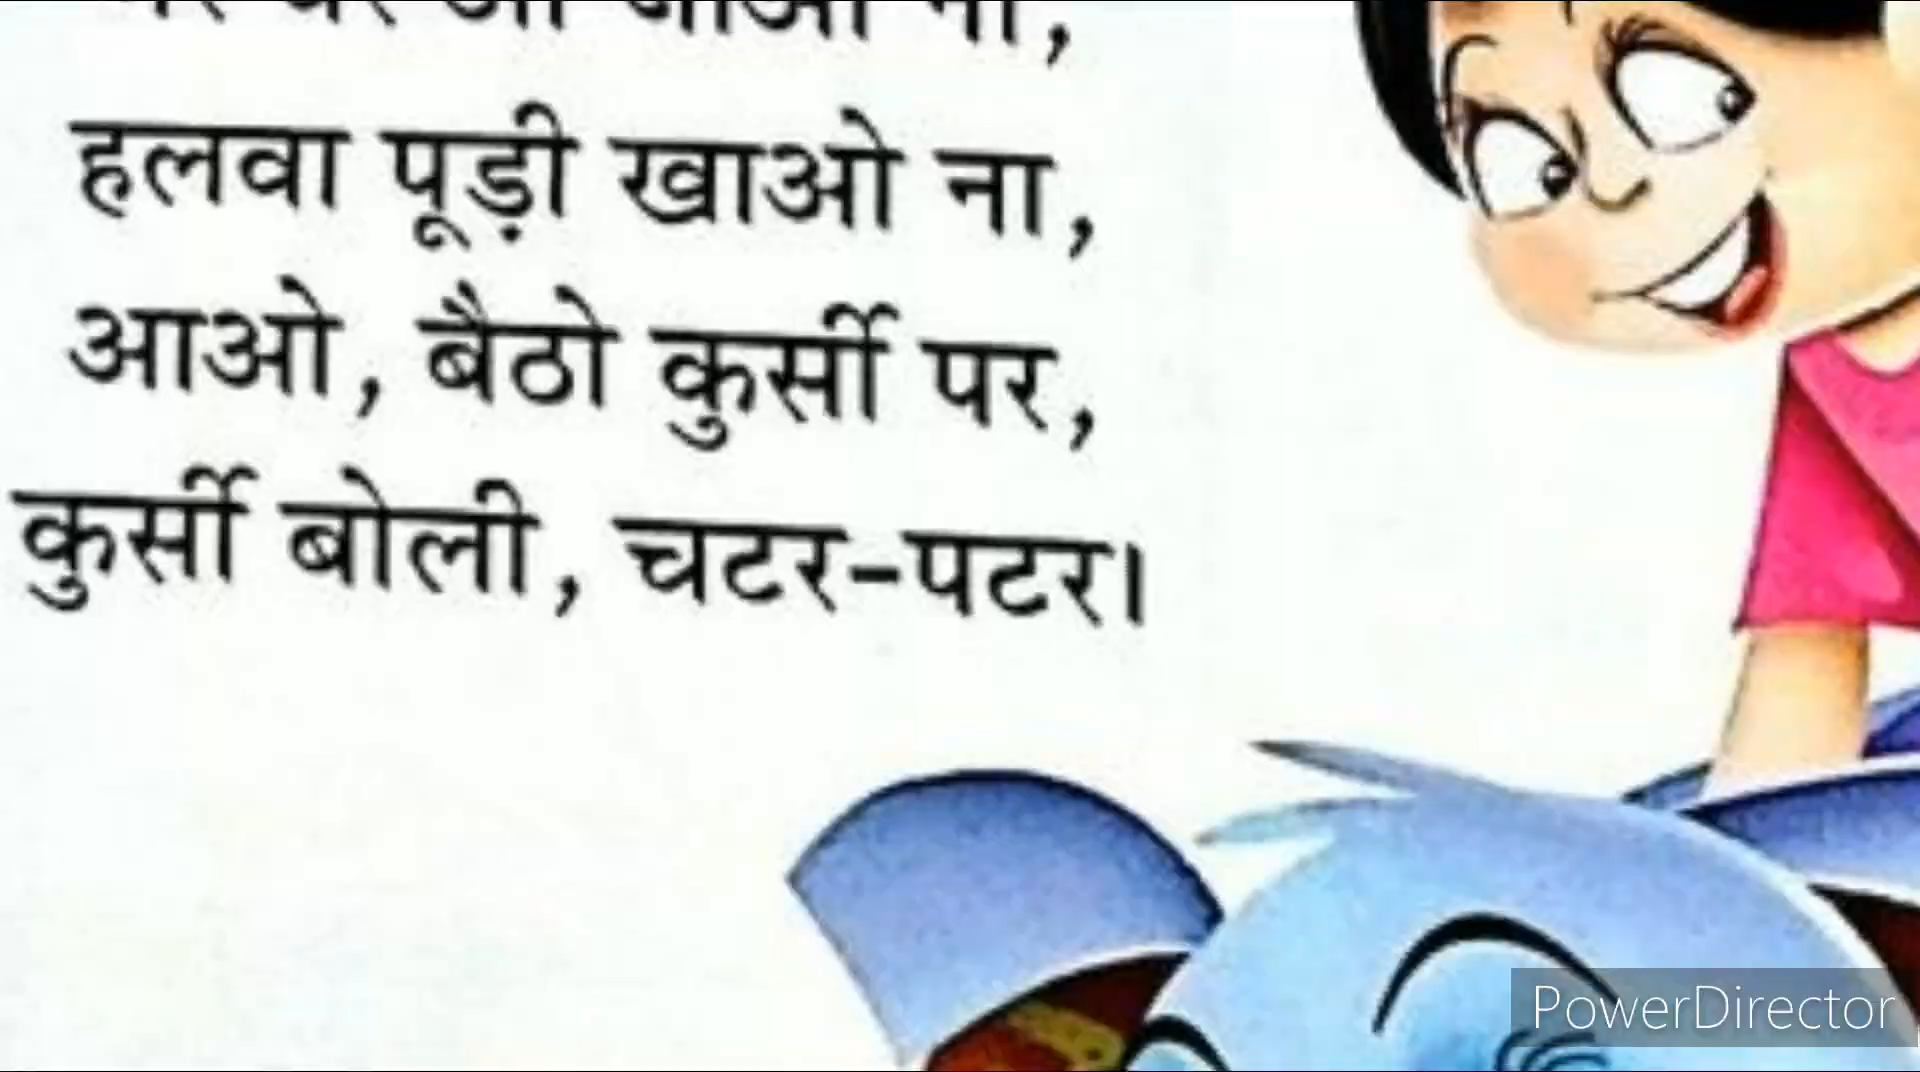 हलवा पूड़ी खाओ ना,
आओ, बैठो कुर्सी पर,
कुर्सी बोली, चटर-पटर।
PowerDirector